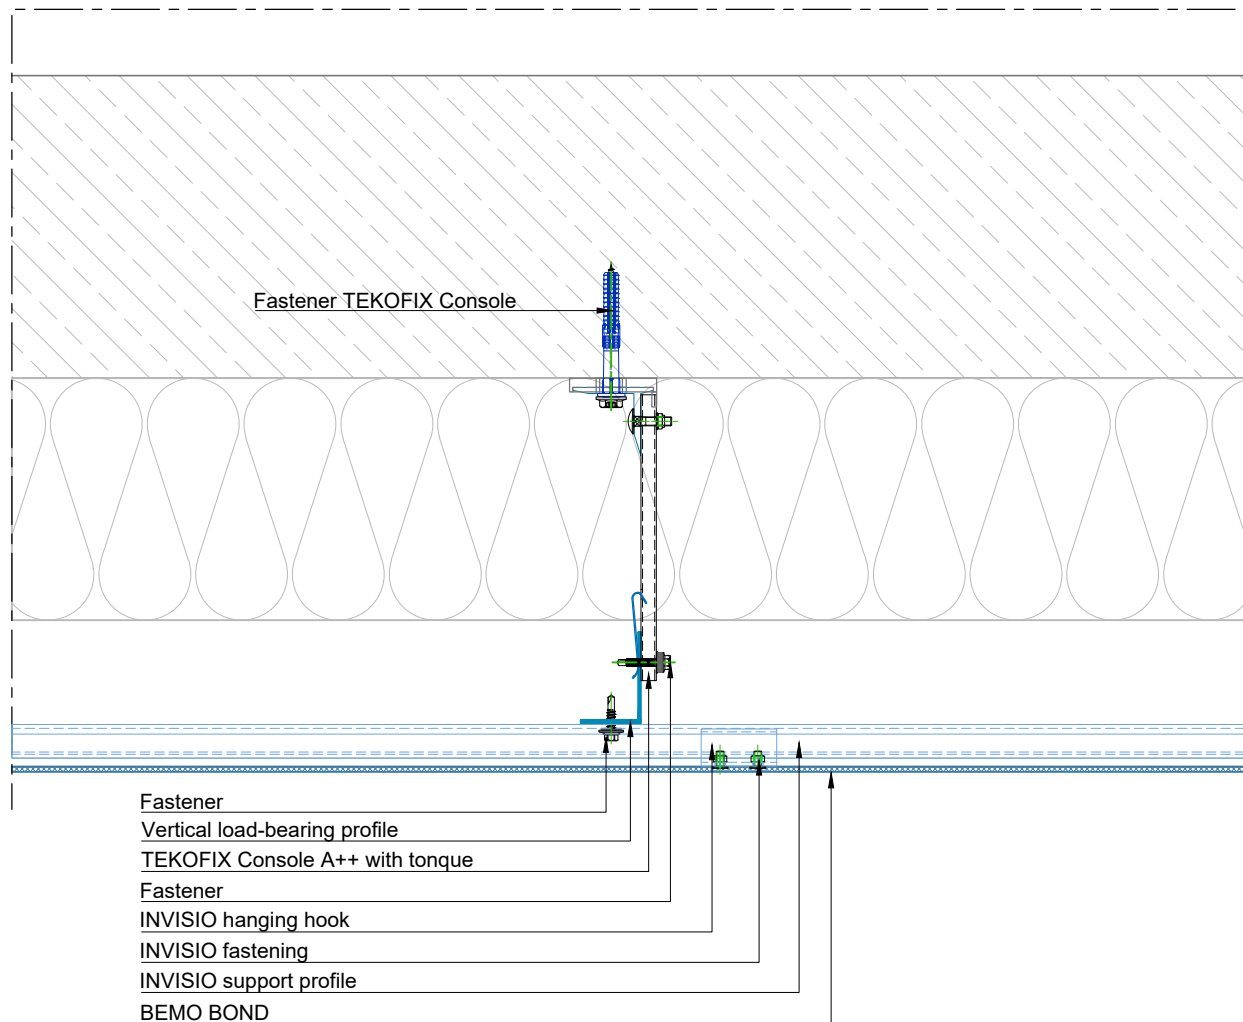 Fastener TEKOFIX Console
Fastener
Vertical load-bearing profile
TEKOFIX Console A++ with tonque
Fastener
INVISIO hanging hook
INVISIO fastening
INVISIO support profile
BEMO BOND